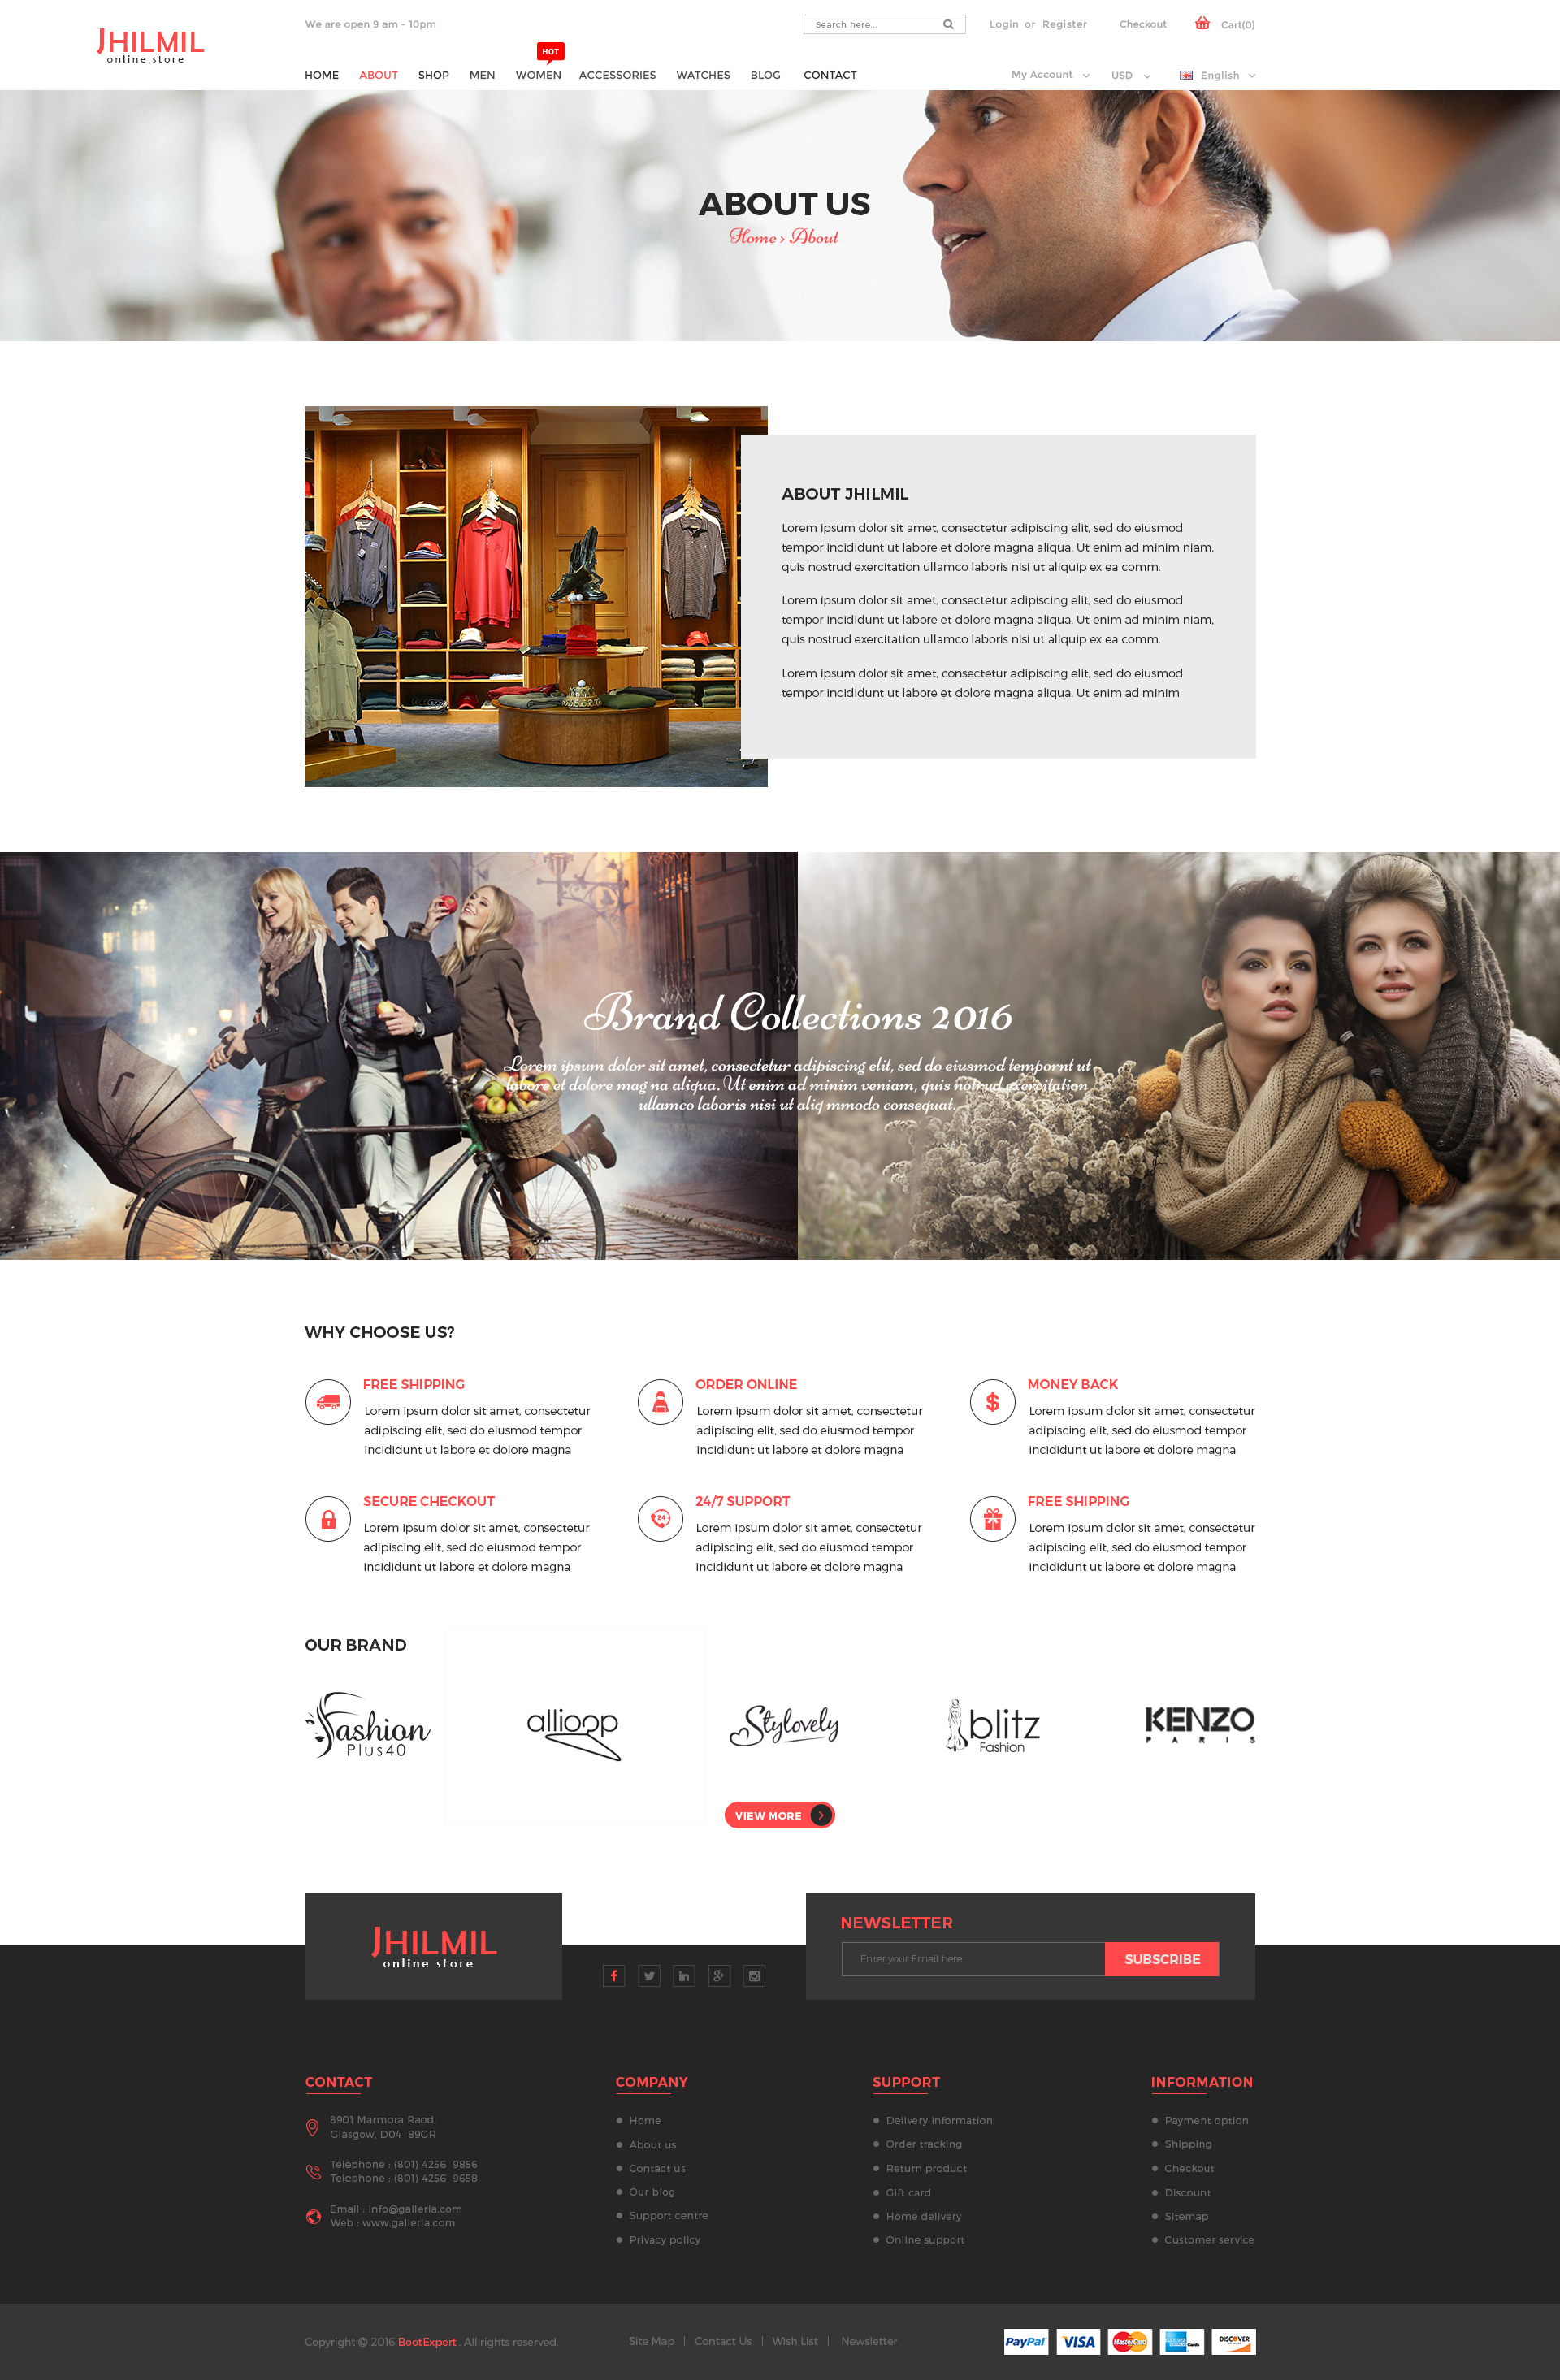 We are open 9 am - 10pm
Search here...
Login or Register
Checkout
Cart(0)
JHILMIL
online store
HOT
HOME ABOUT SHOP MEN WOMEN ACCESSORIES WATCHES BLOG CONTACT
My Account
USD
English
ABOUT US
Home › About
ABOUT JHILMIL
Lorem ipsum dolor sit amet, consectetur adipiscing elit, sed do eiusmod
tempor incididunt ut labore et dolore magna aliqua. Ut enim ad minim niam,
quis nostrud exercitation ullamco laboris nisi ut aliquip ex ea comm.
Lorem ipsum dolor sit amet, consectetur adipiscing elit, sed do eiusmod
tempor incididunt ut labore et dolore magna aliqua. Ut enim ad minim niam,
quis nostrud exercitation ullamco laboris nisi ut aliquip ex ea comm.
Lorem ipsum dolor sit amet, consectetur adipiscing elit, sed do eiusmod
tempor incididunt ut labore et dolore magna aliqua. Ut enim ad minim
Brand Collections 2016
Lorem ipsum dolor sit amet, consectetur adipiscing elit, sed do eiusmod tempornt ut
labore et dolore mag na aliqua. Ut enim ad minim veniam, quis notrud exercitation
ullamco laboris nisi ut aliq mmodo consequat.
WHY CHOOSE US?
FREE SHIPPING
Lorem ipsum dolor sit amet, consectetur
adipiscing elit, sed do eiusmod tempor
incididunt ut labore et dolore magna
ORDER ONLINE
Lorem ipsum dolor sit amet, consectetur
adipiscing elit, sed do eiusmod tempor
incididunt ut labore et dolore magna
MONEY BACK
Lorem ipsum dolor sit amet, consectetur
adipiscing elit, sed do eiusmod tempor
incididunt ut labore et dolore magna
SECURE CHECKOUT
Lorem ipsum dolor sit amet, consectetur
adipiscing elit, sed do eiusmod tempor
incididunt ut labore et dolore magna
24
24/7 SUPPORT
Lorem ipsum dolor sit amet, consectetur
adipiscing elit, sed do eiusmod tempor
incididunt ut labore et dolore magna
FREE SHIPPING
Lorem ipsum dolor sit amet, consectetur
adipiscing elit, sed do eiusmod tempor
incididunt ut labore et dolore magna
OUR BRAND
Fashion
Plus40
allioop
Stylovely
blitz
Fashion
KENZO
PARIS
VIEW MORE
JHILMIL
online store
NEWSLETTER
Enter your Email here...
SUBSCRIBE
CONTACT
8901 Marmora Raod,
Glasgow, D04 89GR
Telephone : (801) 4256 9856
Telephone : (801) 4256 9658
Email : info@galleria.com
Web : www.galleria.com
COMPANY
Home
About us
Contact us
Our blog
Support centre
Privacy policy
SUPPORT
Delivery information
Order tracking
Return product
Gift card
Home delivery
Online support
INFORMATION
Payment option
Shipping
Checkout
Discount
Sitemap
Customer service
Copyright © 2016 BootExpert . All rights reserved.
Site Map | Contact Us | Wish List | Newsletter
PayPal
VISA
MasterCard
DISCOVER